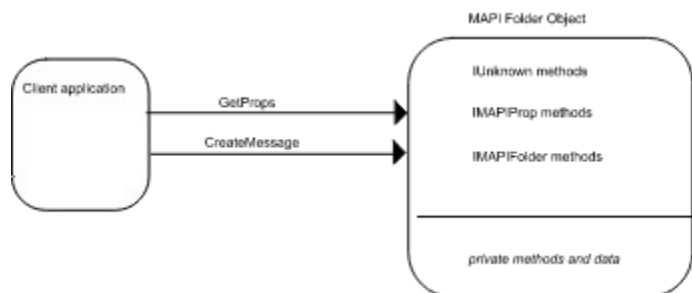 MAPI Folder Object
Client application
GetProps
CreateMessage
IUnknown methods
IMAPIProp methods
IMAPIFolder methods
private methods and data